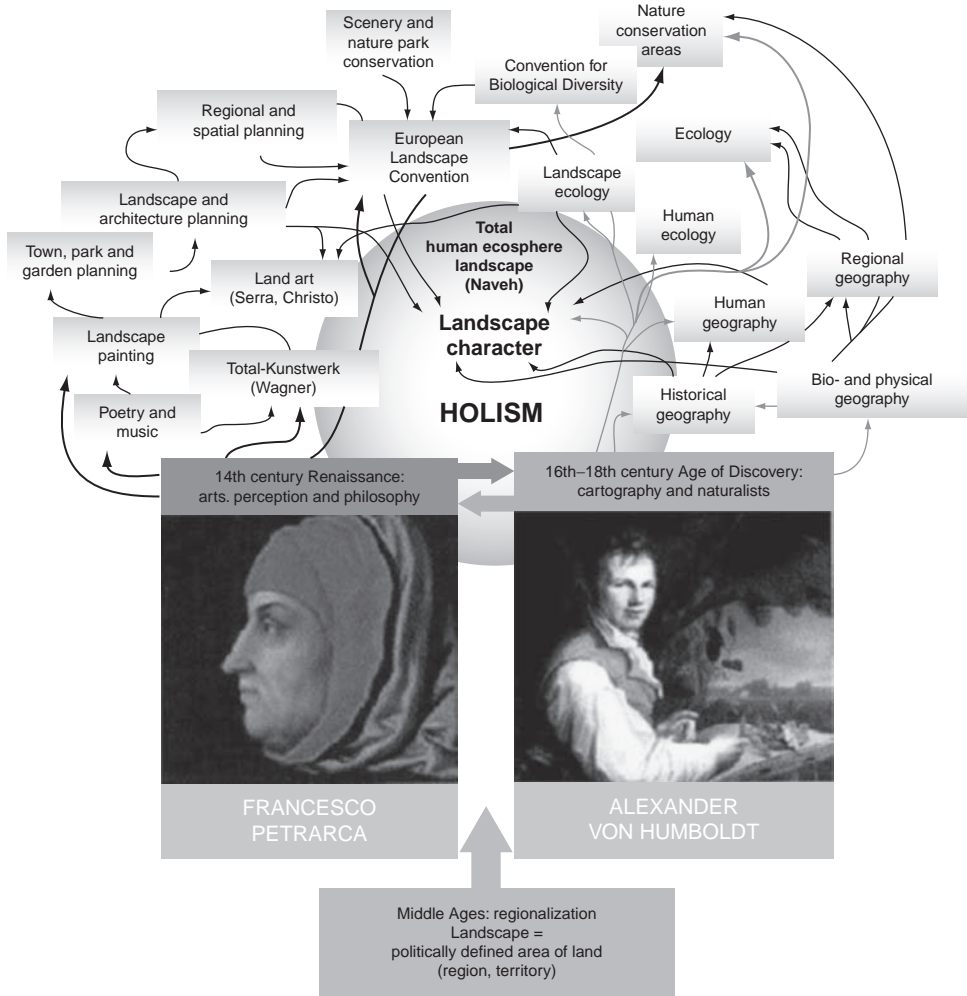 Nature
conservation
areas
Scenery and
nature park
conservation
Convention for
Biological Diversity
Regional and
spatial planning
European
Landscape
Convention
Ecology
Landscape
ecology
Landscape and
architecture planning
Human
ecology
Total
human ecosphere
landscape
(Naveh)
Town, park and
garden planning
Regional
geography
Land art
(Serra, Christo)
Human
geography
Landscape
character
Landscape
painting
Total-Kunstwerk
(Wagner)
Bio- and physical
geography
Historical
geography
HOLISM
Poetry and
music
14th century Renaissance:
arts. perception and philosophy
16th–18th century Age of Discovery:
cartography and naturalists
FRANCESCO
PETRARCA
ALEXANDER
VON HUMBOLDT
Middle Ages: regionalization
Landscape =
politically defined area of land
(region, territory)